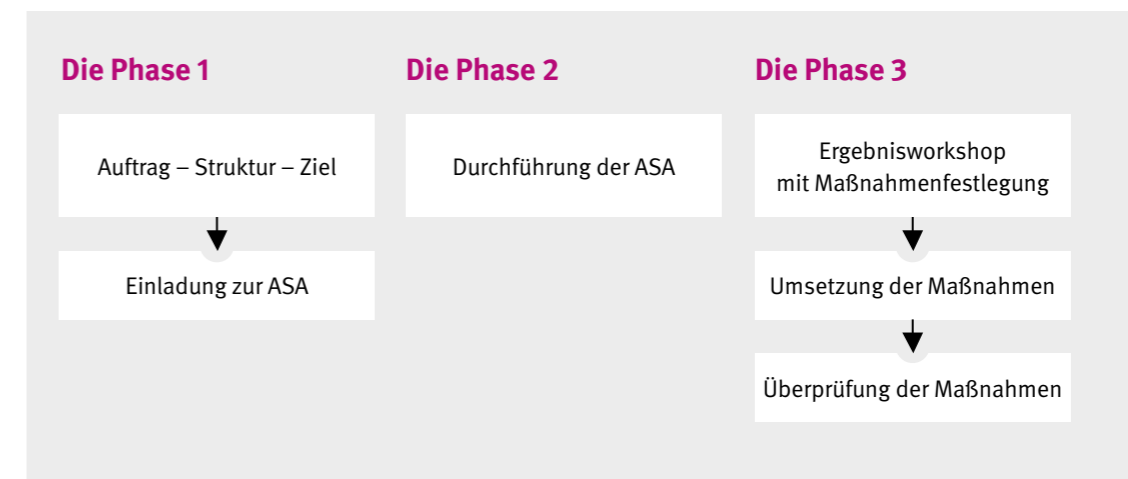 Die Phase 1
Auftrag – Struktur – Ziel
Einladung zur ASA
Die Phase 2
Durchführung der ASA
Die Phase 3
Ergebnisworkshop
mit Maßnahmenfestlegung
Umsetzung der Maßnahmen
Überprüfung der Maßnahmen